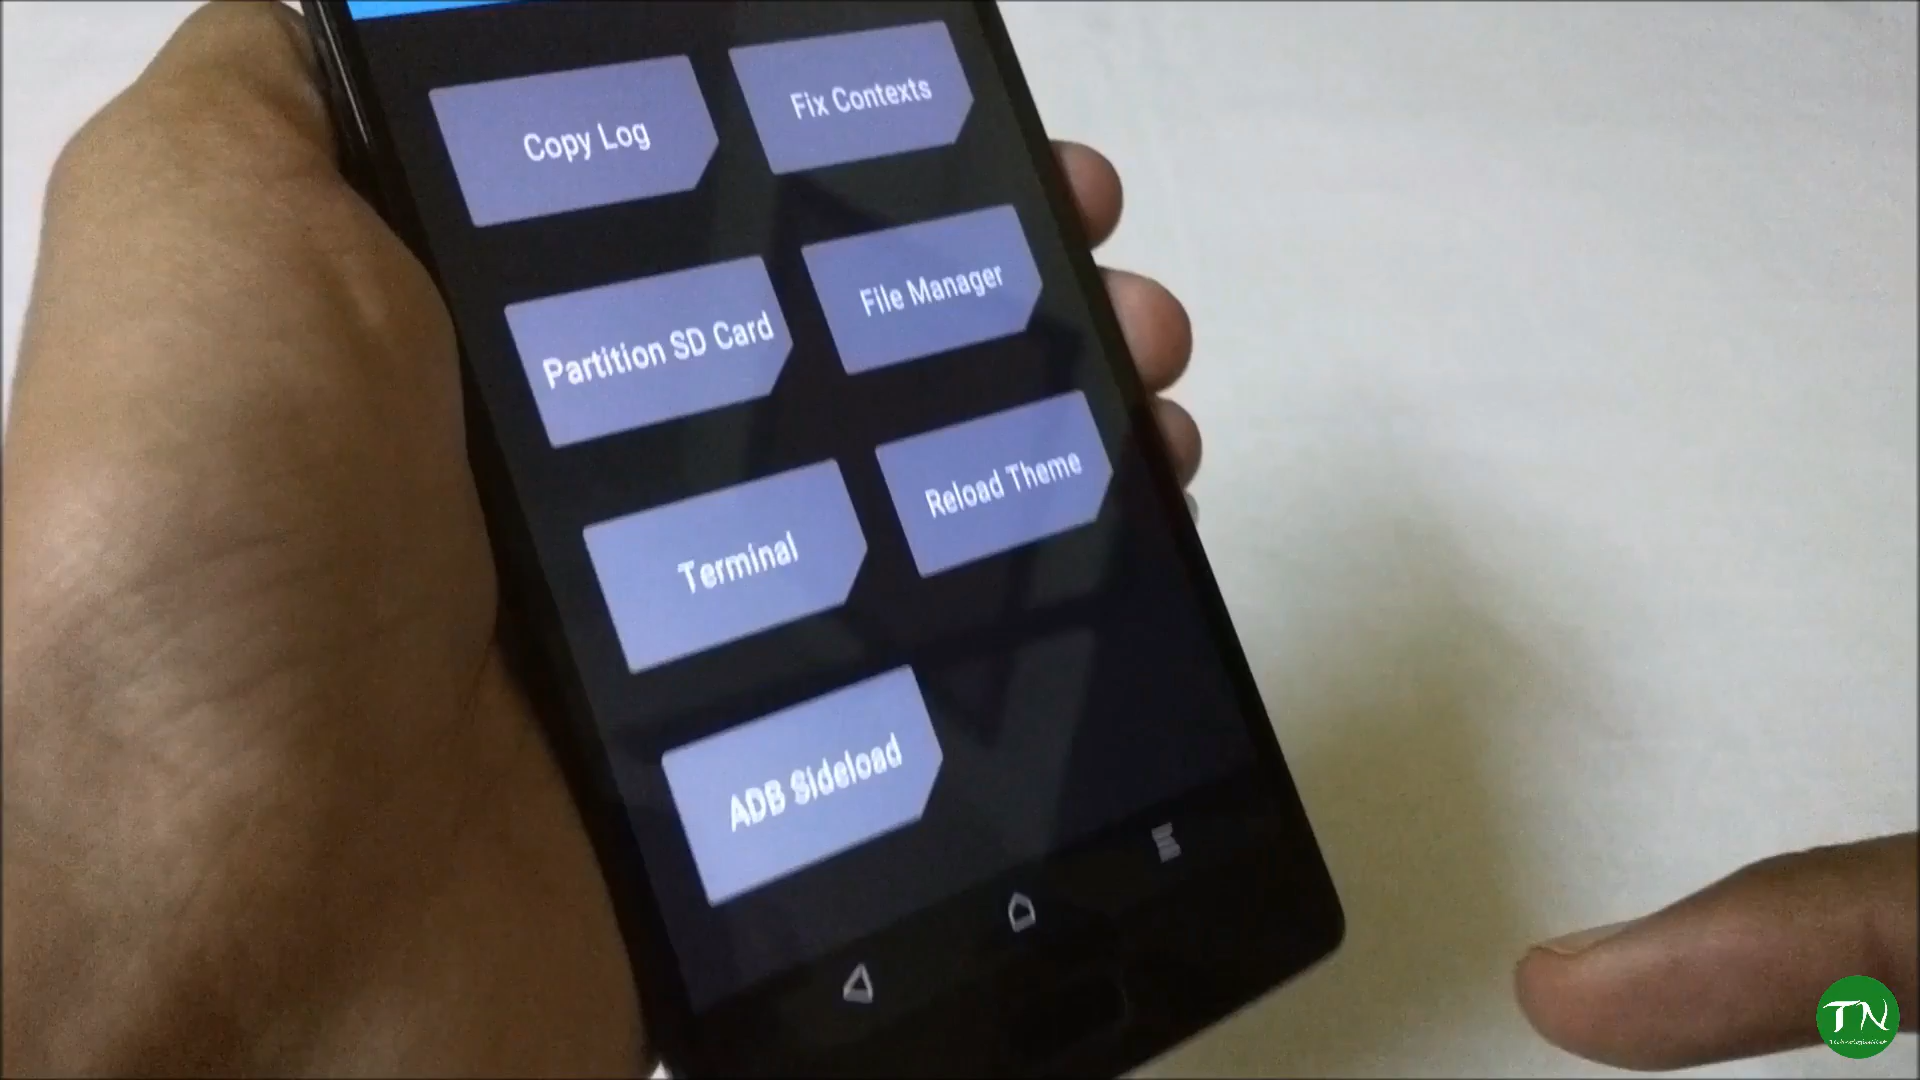 Copy Log
Fix Contexts
Partition SD Card
File Manager
Terminal
Reload Theme
ADB Sideload
TN